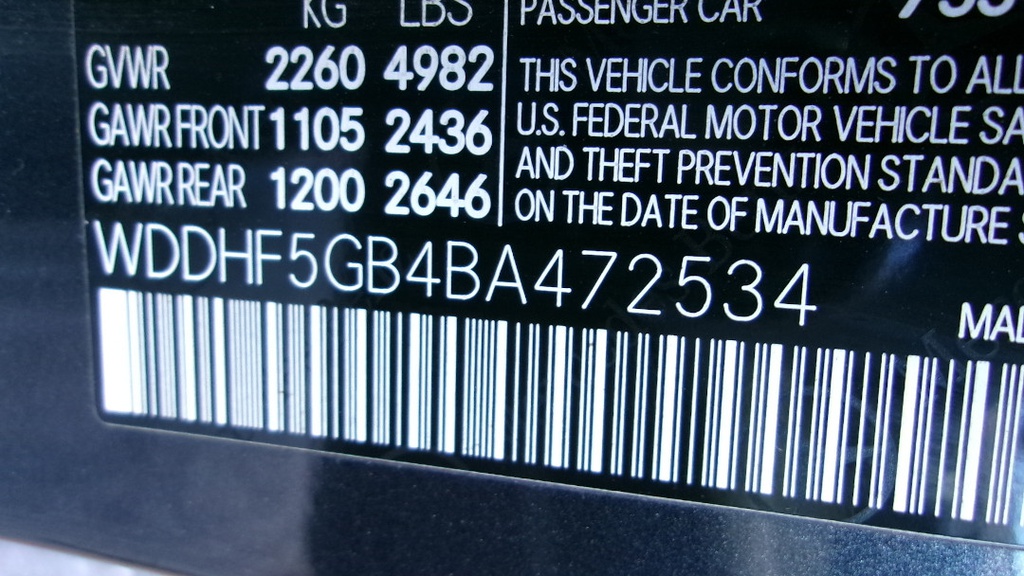 KG LBS
GVWR 2260 4982
GAWR FRONT 1105 2436
GAWR REAR 1200 2646
PASSENGER CAR
THIS VEHICLE CONFORMS TO ALL
U.S. FEDERAL MOTOR VEHICLE SA
AND THEFT PREVENTION STANDA
ON THE DATE OF MANUFACTURE S
WDDHF5GB4BA472534
MAD